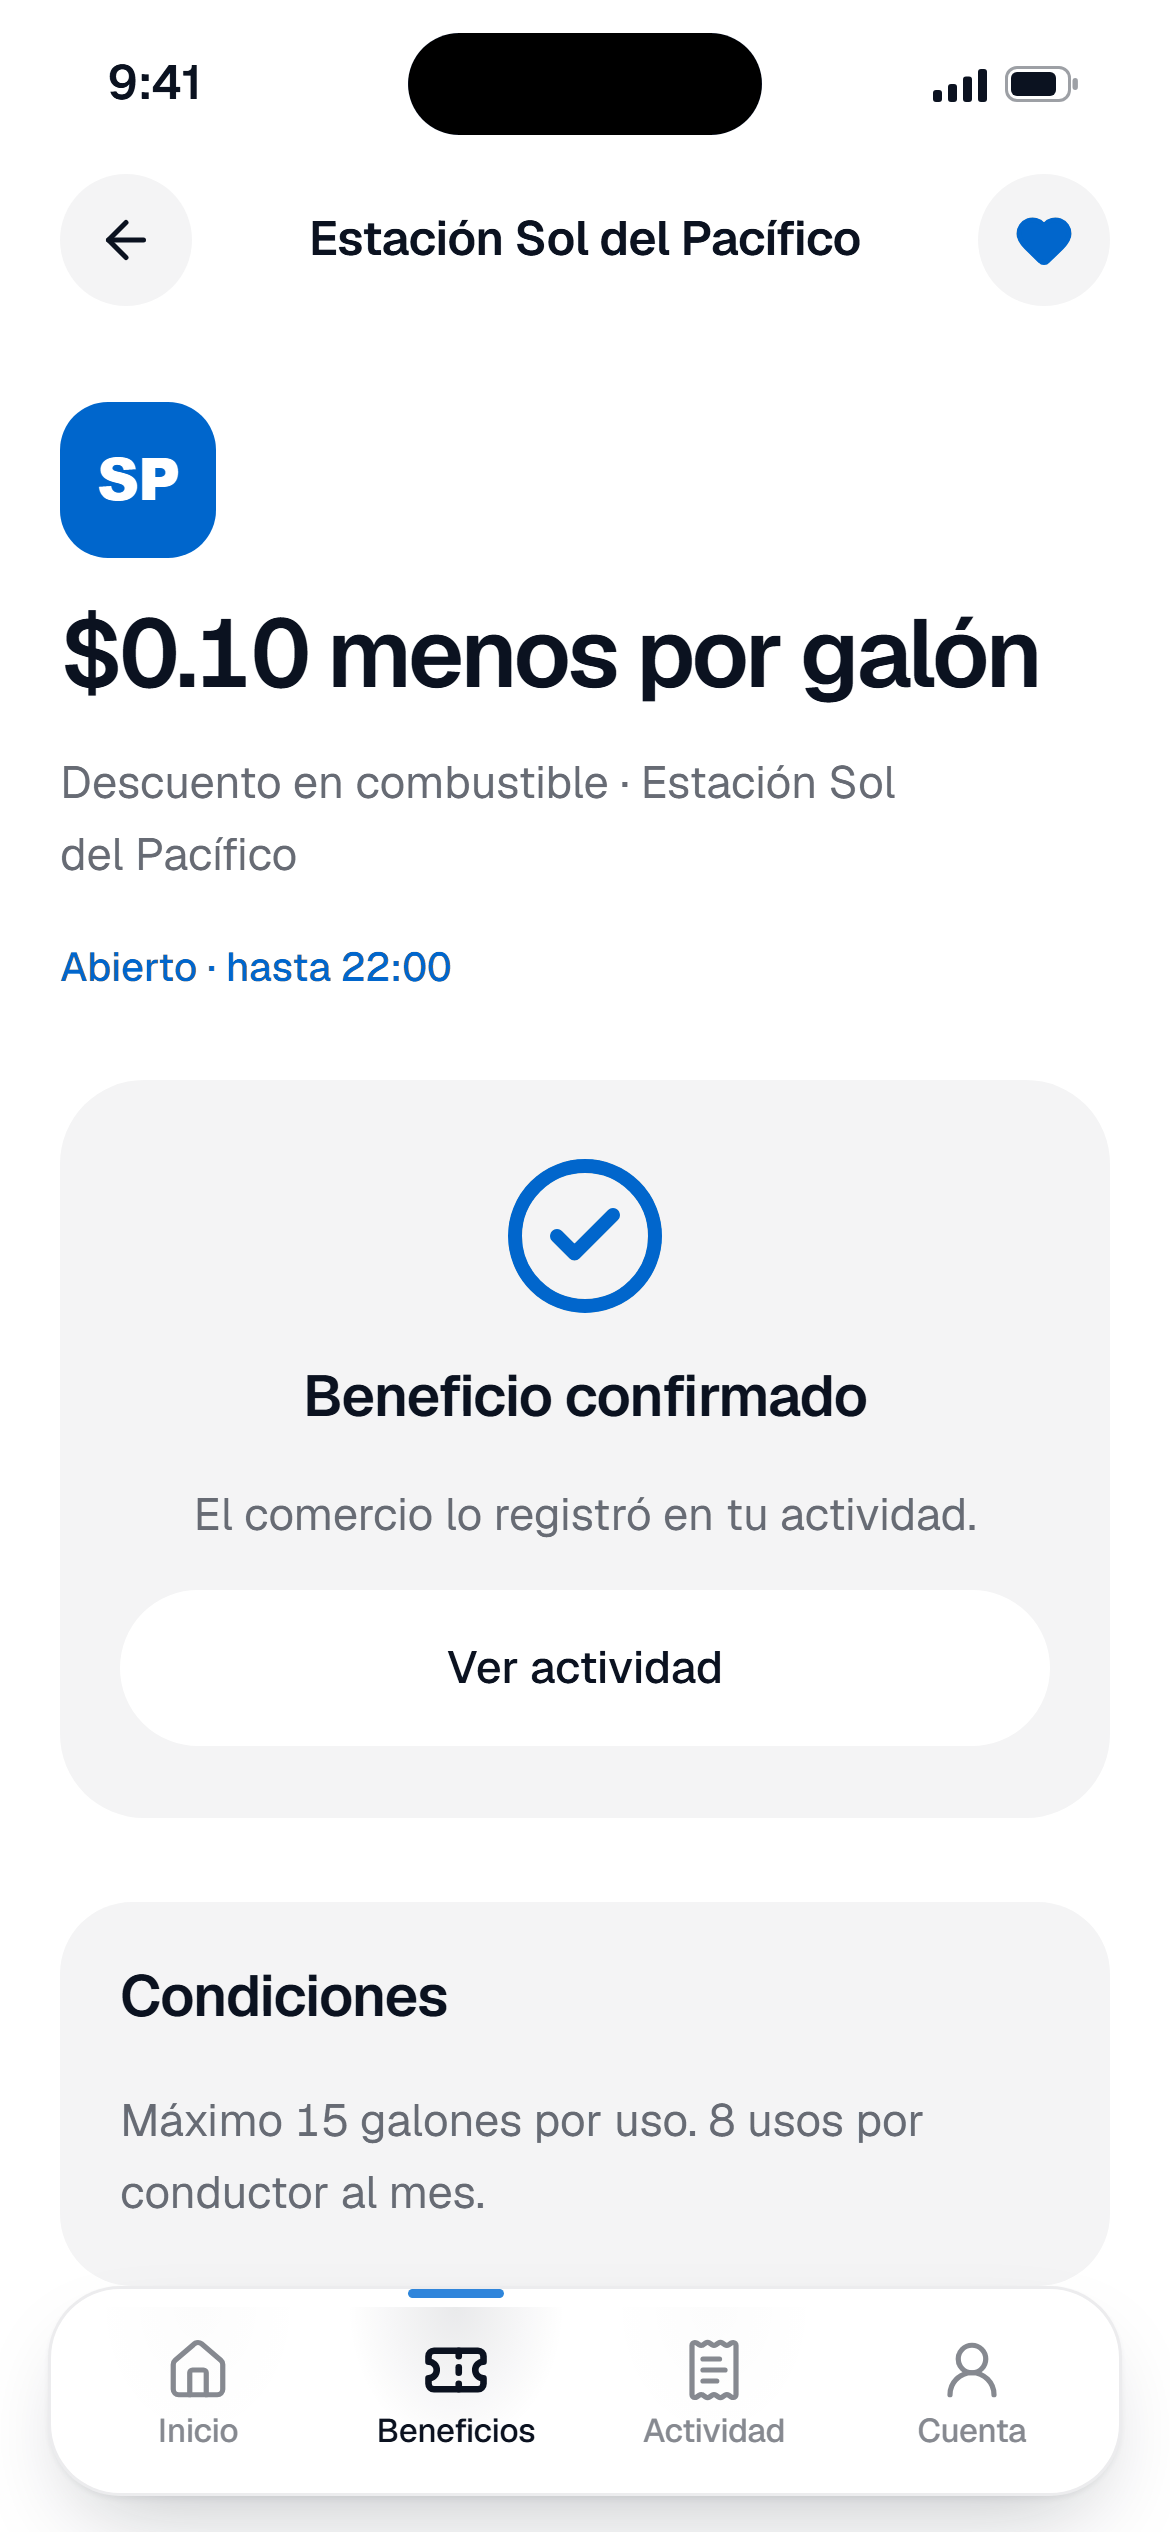 9:41
Estación Sol del Pacífico
SP
$0.10 menos por galón
Descuento en combustible · Estación Sol
del Pacífico
Abierto · hasta 22:00
Beneficio confirmado
El comercio lo registró en tu actividad.
Ver actividad
Condiciones
Máximo 15 galones por uso. 8 usos por
conductor al mes.
Inicio
Beneficios
Actividad
Cuenta